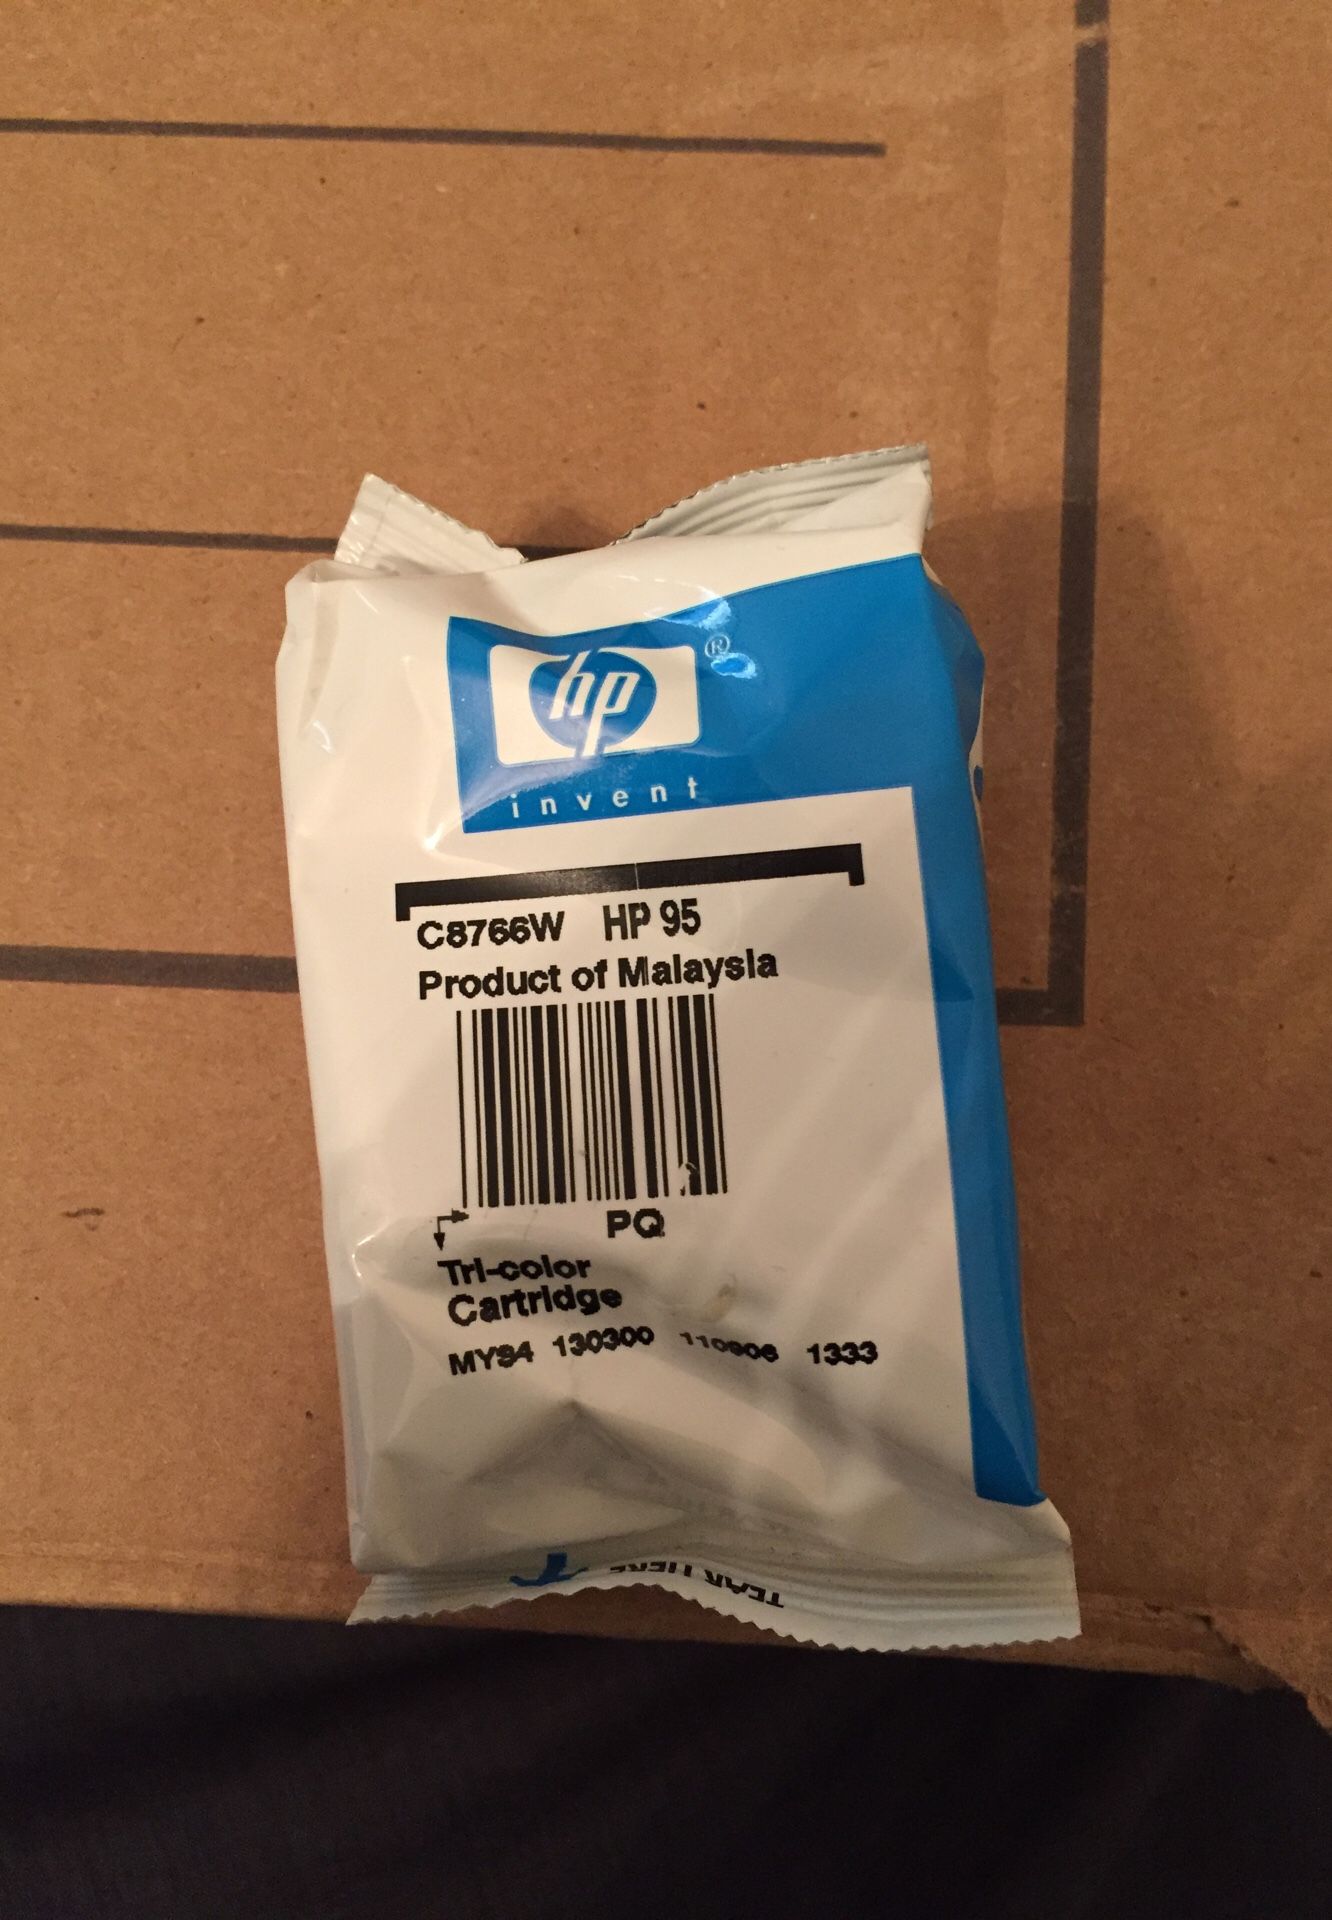 hp ®
invent
C8766W HP 95
Product of Malaysia
PQ
Tri-color
Cartridge
MY94 130300 110906 1333
TEAR HERE